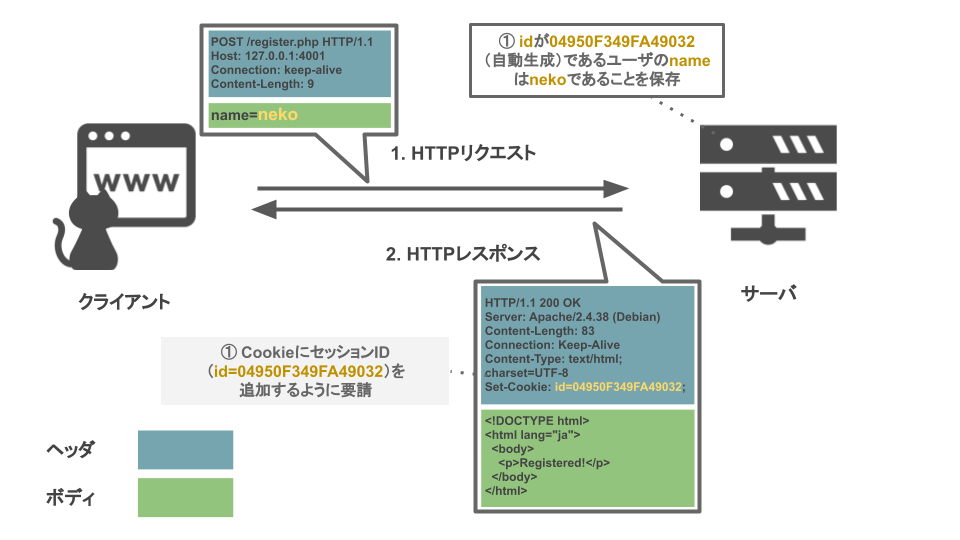 POST /register.php HTTP/1.1
Host: 127.0.0.1:4001
Connection: keep-alive
Content-Length: 9
name=neko
① idが04950F349FA49032
（自動生成）であるユーザのname
はnekoであることを保存
1. HTTPリクエスト
www
2. HTTPレスポンス
クライアント
サーバ
HTTP/1.1 200 OK
Server: Apache/2.4.38 (Debian)
Content-Length: 83
Connection: Keep-Alive
Content-Type: text/html;
charset=UTF-8
Set-Cookie: id=04950F349FA49032;
① CookieにセッションID
（id=04950F349FA49032）を
追加するように要請
<!DOCTYPE html>
<html lang="ja">
<body>
<p>Registered!</p>
</body>
</html>
ヘッダ
ボディ